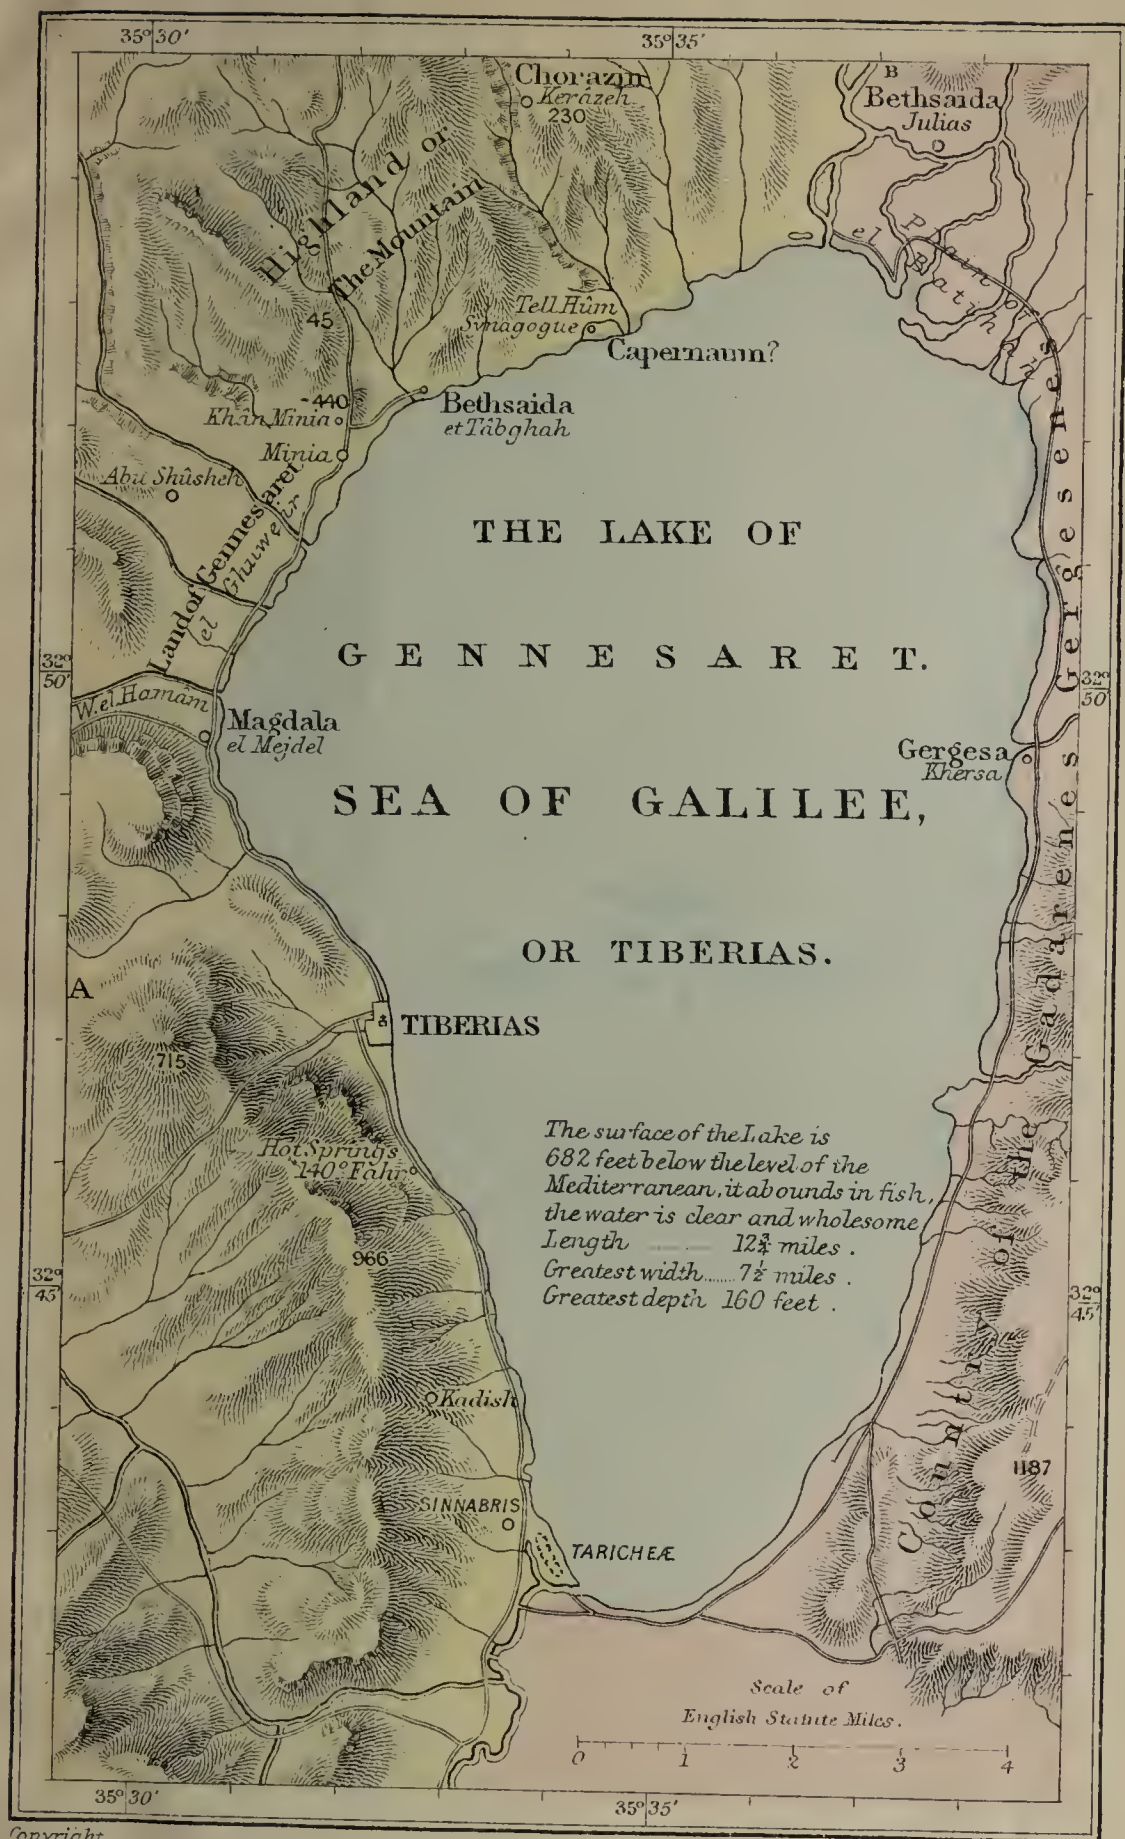 35° 30′
35° 35′
B
Chorazin
Kerâzeh
230
Bethsaida
Julias
Highland or
The Mountain
Plain of
el Batihah
45
Tell Hûm
Synagogue
Capernaum?
-440
Khân Minia
Bethsaida
et Tâbghah
Minia
Abu Shûsheh
Land of Gennesaret
el Ghuweir
THE LAKE OF
GENNESARET.
32° 50′
32° 50′
W. el Hamâm
Magdala
el Mejdel
Gergesa
Khersa
SEA OF GALILEE,
OR TIBERIAS.
A
TIBERIAS
715
Country of the Gadarenes Gergesenes
Hot Springs
140° Fahr.
The surface of the Lake is
682 feet below the level of the
Mediterranean, it abounds in fish,
the water is clear and wholesome
Length 12¾ miles.
Greatest width...... 7½ miles.
Greatest depth 160 feet.
966
32° 45′
32° 45′
Kadish
1187
SINNABRIS
TARICHEÆ
Scale of
English Statute Miles.
0 1 2 3 4
35° 30′
35° 35′
Copyright